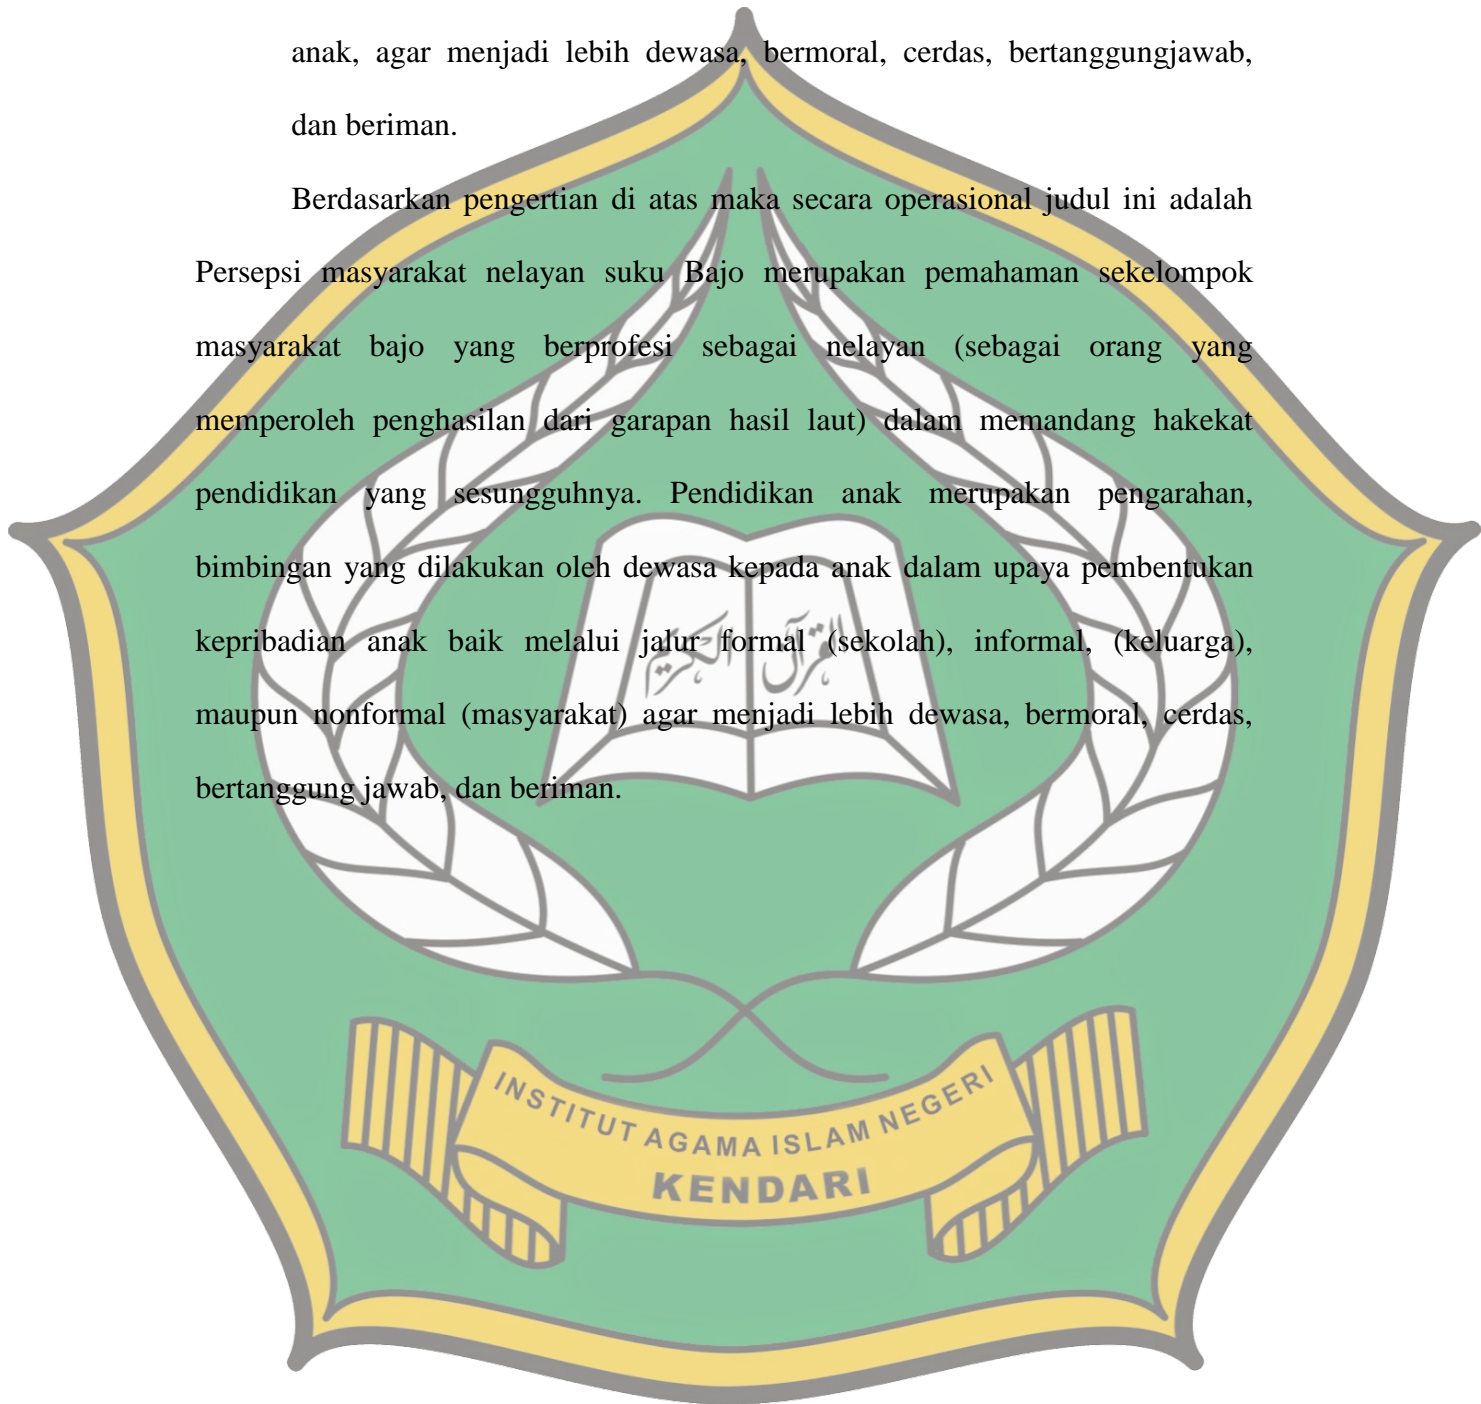 anak, agar menjadi lebih dewasa, bermoral, cerdas, bertanggungjawab,
dan beriman.
Berdasarkan pengertian di atas maka secara operasional judul ini adalah
Persepsi masyarakat nelayan suku Bajo merupakan pemahaman sekelompok
masyarakat bajo yang berprofesi sebagai nelayan (sebagai orang yang
memperoleh penghasilan dari garapan hasil laut) dalam memandang hakekat
pendidikan yang sesungguhnya. Pendidikan anak merupakan pengarahan,
bimbingan yang dilakukan oleh dewasa kepada anak dalam upaya pembentukan
kepribadian anak baik melalui jalur formal (sekolah), informal, (keluarga),
maupun nonformal (masyarakat) agar menjadi lebih dewasa, bermoral, cerdas,
bertanggung jawab, dan beriman.
القرآن الكريم
INSTITUT AGAMA ISLAM NEGERI
KENDARI